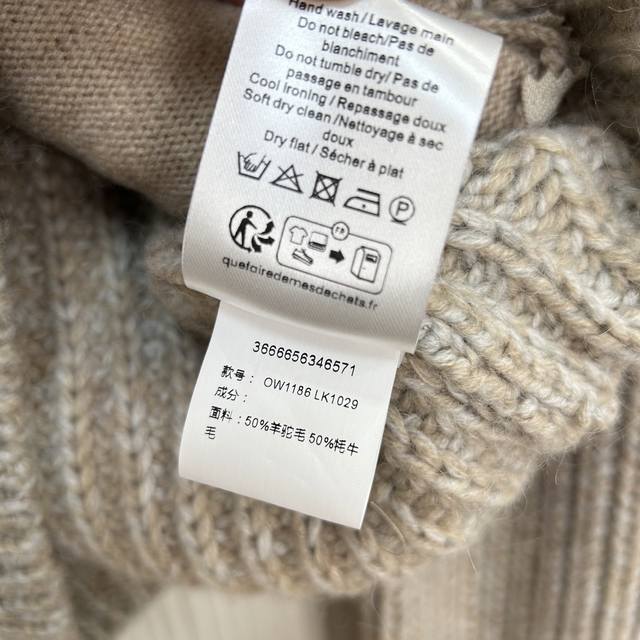 Hand wash / Lavage main
Do not bleach/Pas de
blanchiment
Do not tumble dry/ Pas de
passage en tambour
Cool Ironing / Repassage doux
Soft dry clean /Nettoyage à sec
doux
Dry flat / Sécher à plat
P
FR
quefairedemesdechets.fr
3666656346571
款号： OW1186 LK1029
成分：
面料：50%羊驼毛 50%牦牛
毛